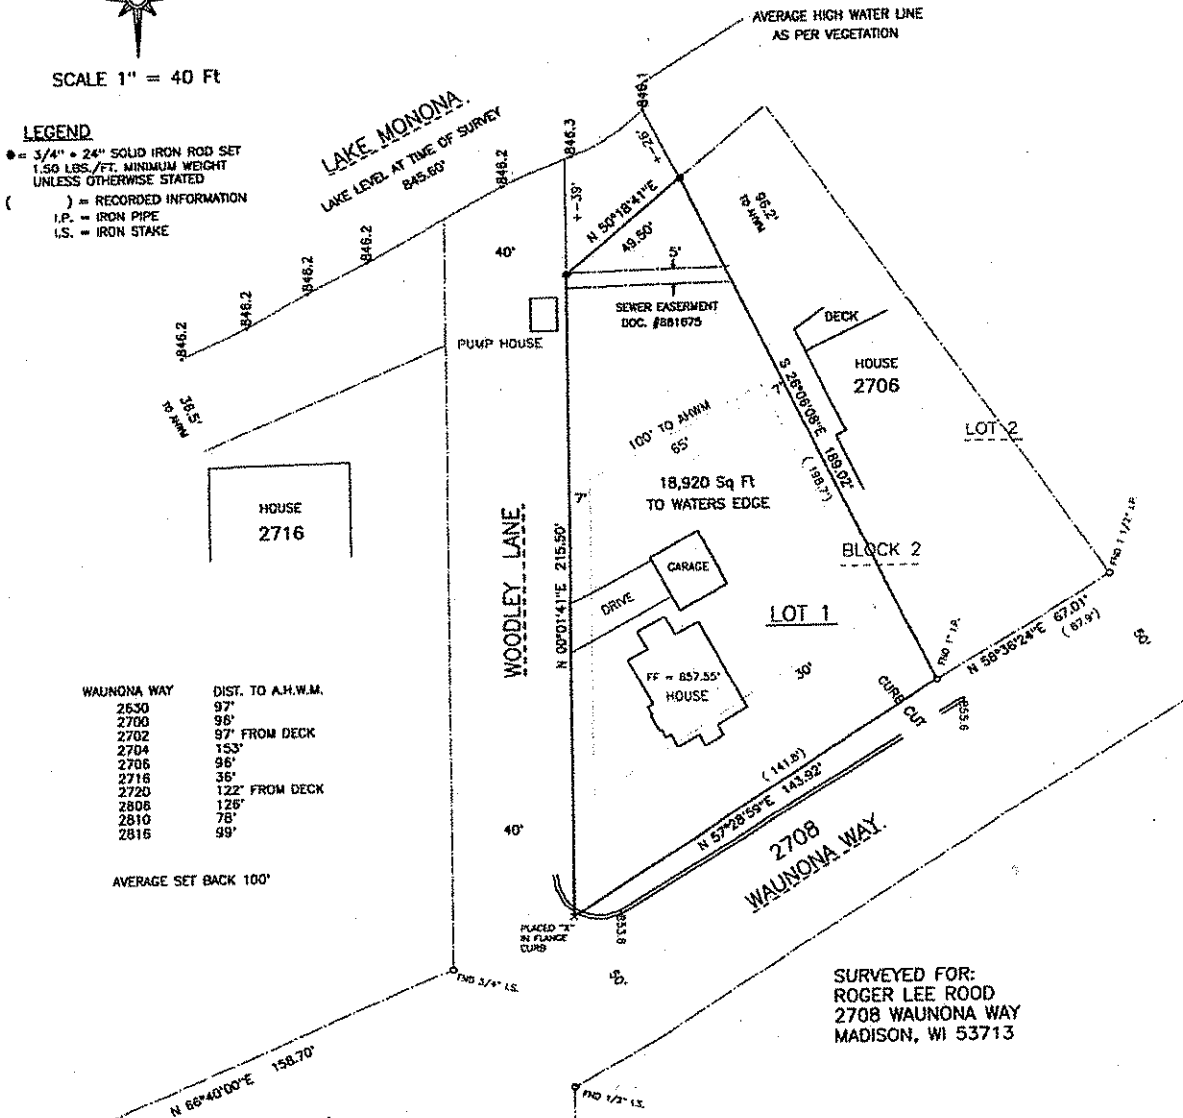 AVERAGE HIGH WATER LINE
AS PER VEGETATION
SCALE 1" = 40 Ft
LEGEND
= 3/4" * 24" SOLID IRON ROD SET
1.50 LBS./FT. MINIMUM WEIGHT
UNLESS OTHERWISE STATED
( ) = RECORDED INFORMATION
I.P. = IRON PIPE
I.S. = IRON STAKE
LAKE MONONA.
LAKE LEVEL AT TIME OF SURVEY
845.60'
846.2
846.2
846.2
846.2
846.2
846.3
846.1
+-39'
+-26'
N 50°18'41"E
49.50'
96.2'
TO AHWM
40'
5'
SEWER EASERMENT
DOC. #881675
PUMP HOUSE
DECK
HOUSE
2706
36.5'
TO AHWM
S 26°06'08"E 189.02'
( 198.7')
7'
100' TO AHWM
65'
LOT 2
18,920 Sq Ft
TO WATERS EDGE
7'
HOUSE
2716
WOODLEY LANE
N 00°01'41"E 215.50'
BLOCK 2
FND 1 1/2" I.P.
GARAGE
DRIVE
LOT 1
FND 1" I.P.
N 58°36'24"E 67.01'
( 67.9')
50'
FF = 857.55'
HOUSE
30'
CURB CUT
855.6
WAUNONA WAY DIST. TO A.H.W.M.
2630 97'
2700 98'
2702 97' FROM DECK
2704 153'
2706 96'
2716 36'
2720 122' FROM DECK
2808 126'
2810 78'
2816 99'
AVERAGE SET BACK 100'
( 141.8')
N 57°28'59"E 143.92'
40'
2708
WAUNONA WAY.
PLACED "X"
IN FLANGE
CURB
853.6
50'
FND 3/4" I.S.
SURVEYED FOR:
ROGER LEE ROOD
2708 WAUNONA WAY
MADISON, WI 53713
N 66°40'00"E 158.70'
FND 1/2" I.S.